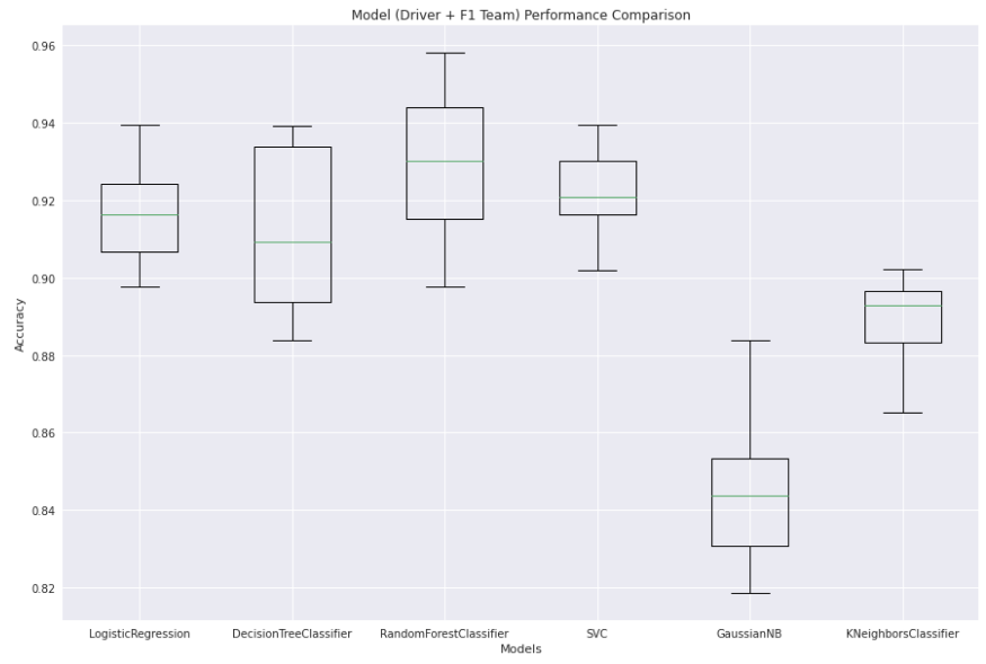 Model (Driver + F1 Team) Performance Comparison
0.96
0.94
0.92
0.90
0.88
0.86
0.84
0.82
Accuracy
LogisticRegression DecisionTreeClassifier RandomForestClassifier SVC GaussianNB KNeighborsClassifier
Models